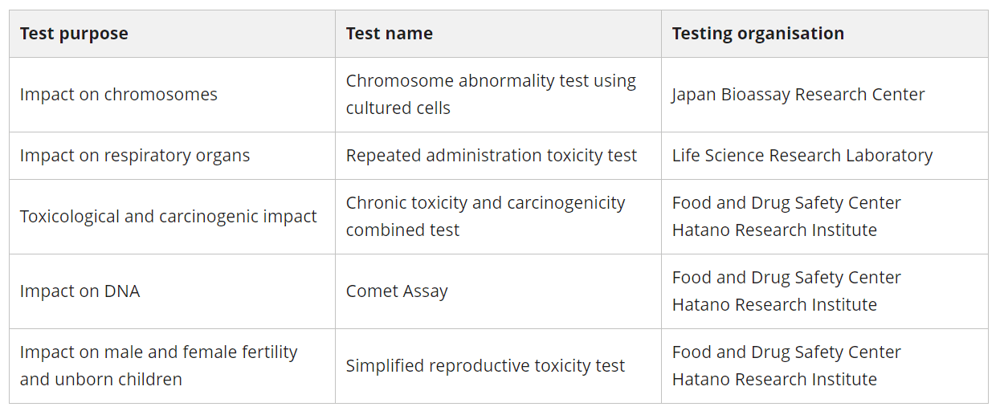 Test purpose
Test name
Testing organisation
Impact on chromosomes
Chromosome abnormality test using
cultured cells
Japan Bioassay Research Center
Impact on respiratory organs
Repeated administration toxicity test
Life Science Research Laboratory
Toxicological and carcinogenic impact
Chronic toxicity and carcinogenicity
combined test
Food and Drug Safety Center
Hatano Research Institute
Impact on DNA
Comet Assay
Food and Drug Safety Center
Hatano Research Institute
Impact on male and female fertility
and unborn children
Simplified reproductive toxicity test
Food and Drug Safety Center
Hatano Research Institute